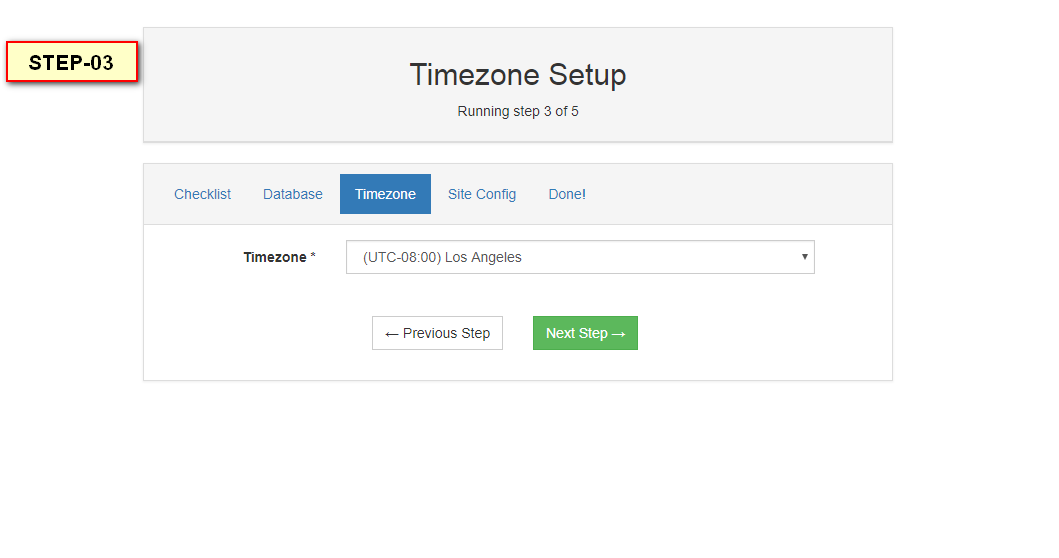 STEP-03
Timezone Setup
Running step 3 of 5
Checklist Database Timezone Site Config Done!
Timezone * (UTC-08:00) Los Angeles
← Previous Step Next Step →